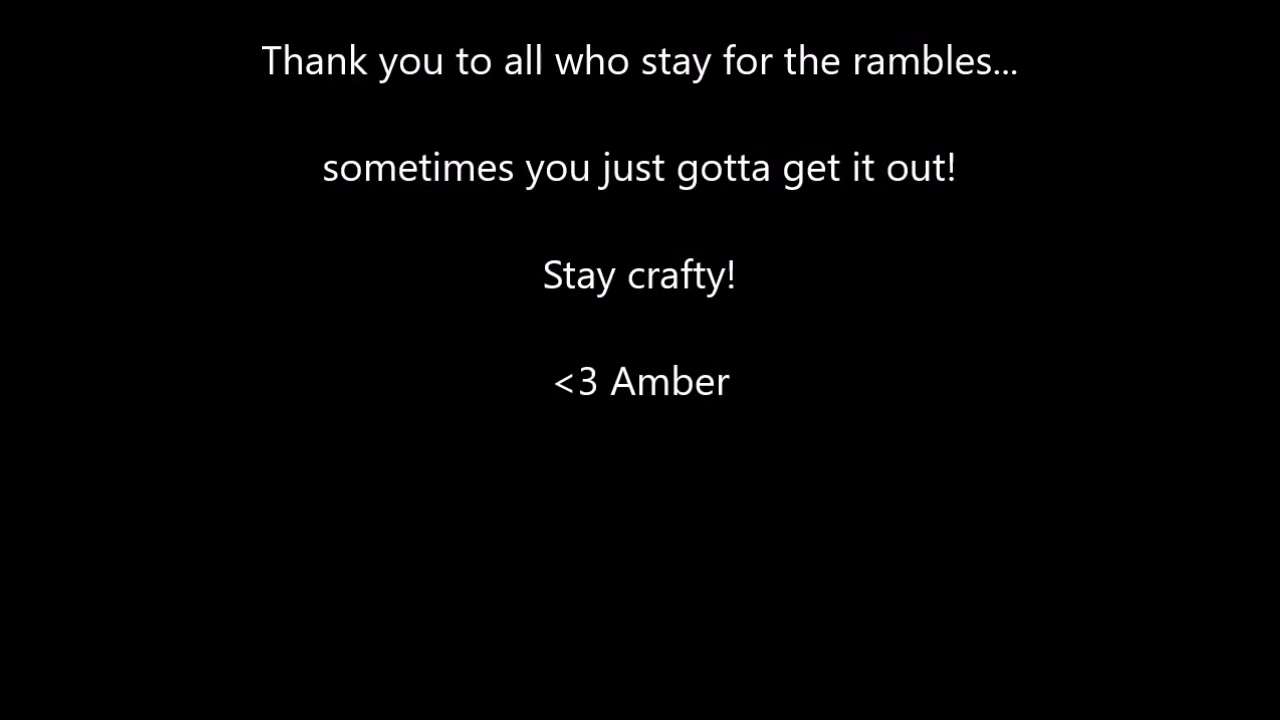 Thank you to all who stay for the rambles...
sometimes you just gotta get it out!
Stay crafty!
<3 Amber